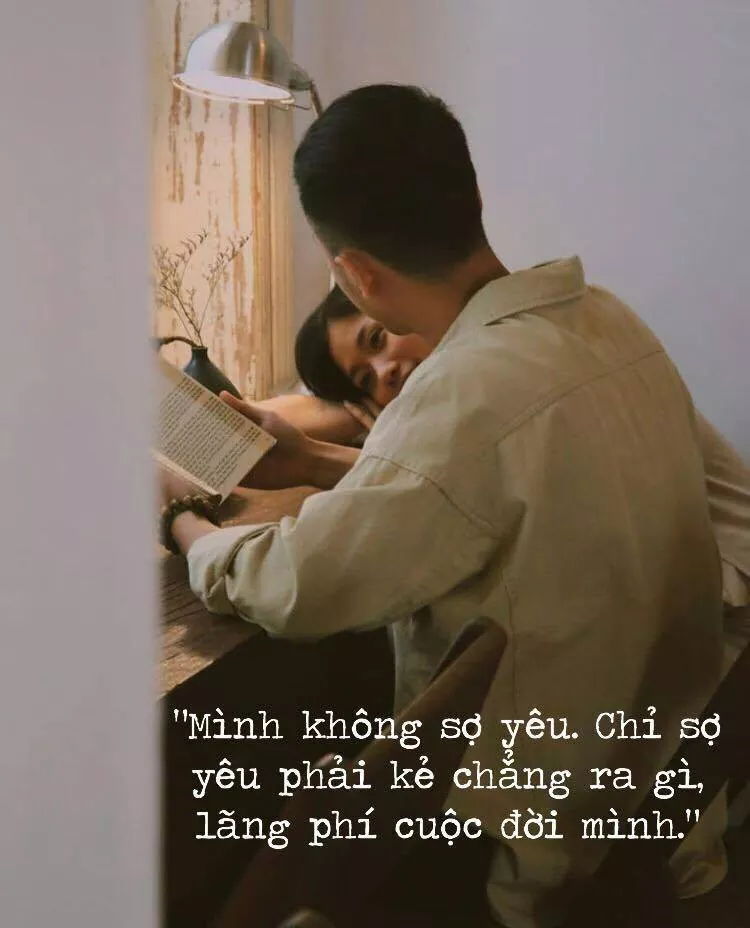 "Mình không sợ yêu. Chỉ sợ
yêu phải kẻ chẳng ra gì,
lãng phí cuộc đời mình."